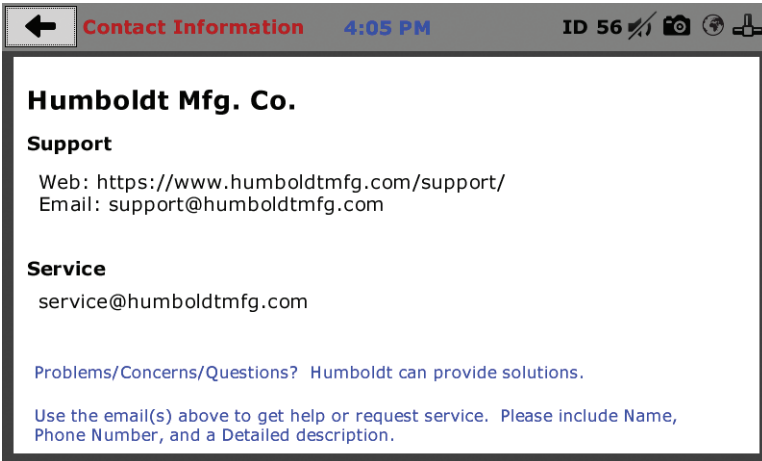 Contact Information 4:05 PM ID 56
Humboldt Mfg. Co.
Support
Web: https://www.humboldtmfg.com/support/
Email: support@humboldtmfg.com
Service
service@humboldtmfg.com
Problems/Concerns/Questions?  Humboldt can provide solutions.
Use the email(s) above to get help or request service.  Please include Name,
Phone Number, and a Detailed description.